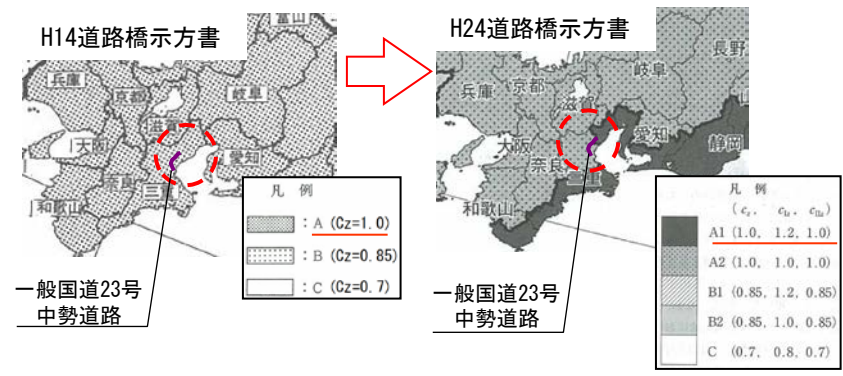 H14道路橋示方書
富山
兵庫
京都
岐阜
滋賀
大阪
愛知
奈良
三重
和歌山
凡 例
: A (Cz=1.0)
: B (Cz=0.85)
: C (Cz=0.7)
一般国道23号
中勢道路
H24道路橋示方書
長野
岐阜
兵庫
京都
滋賀
愛知
静岡
大阪
奈良
三重
和歌山
凡 例
( cz, cIz, cIIz)
A1 (1.0, 1.2, 1.0)
A2 (1.0, 1.0, 1.0)
B1 (0.85, 1.2, 0.85)
B2 (0.85, 1.0, 0.85)
C (0.7, 0.8, 0.7)
一般国道23号
中勢道路